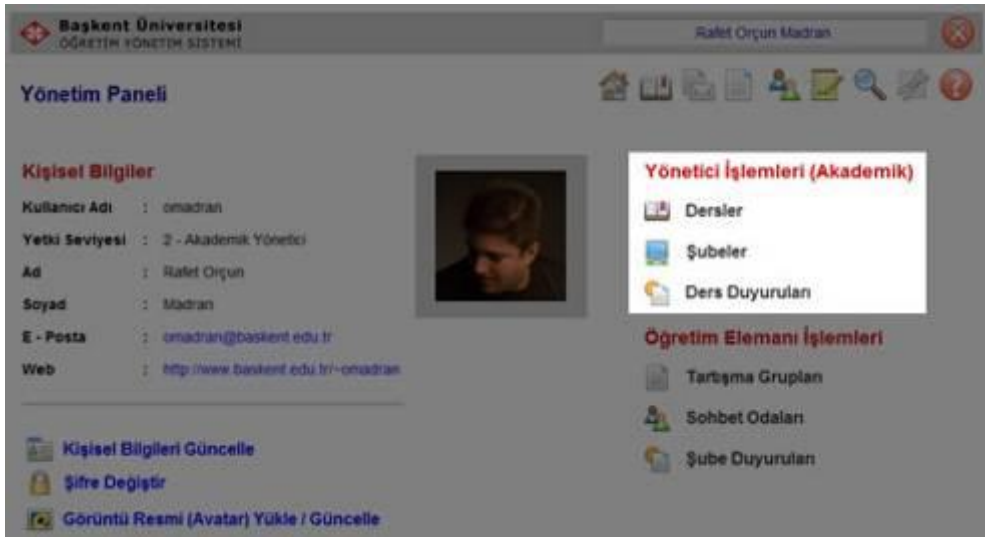 Başkent Üniversitesi
ÖĞRETİM YÖNETİM SİSTEMİ
Rafet Orçun Madran
Yönetim Paneli
Kişisel Bilgiler
Kullanıcı Adı : omadran
Yetki Seviyesi : 2 - Akademik Yönetici
Ad : Rafet Orçun
Soyad : Madran
E - Posta : omadran@baskent.edu.tr
Web : http://www.baskent.edu.tr/~omadran
Kişisel Bilgileri Güncelle
Şifre Değiştir
Görüntü Resmi (Avatar) Yükle / Güncelle
Yönetici İşlemleri (Akademik)
Dersler
Şubeler
Ders Duyuruları
Öğretim Elemanı İşlemleri
Tartışma Grupları
Sohbet Odaları
Şube Duyuruları